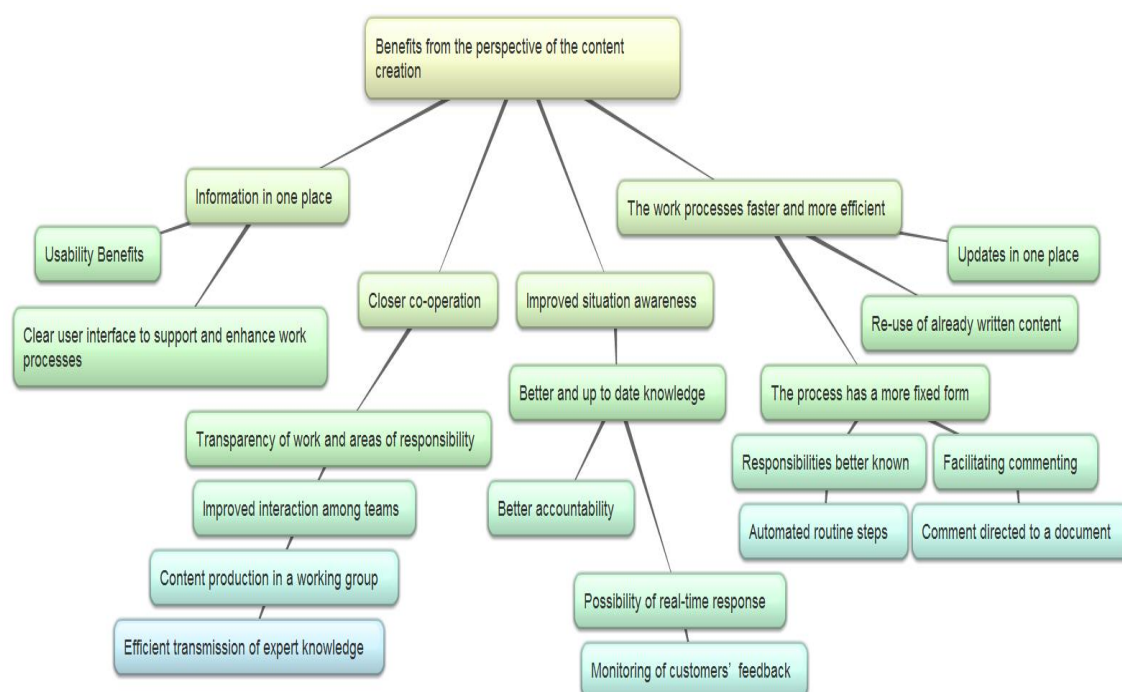 Benefits from the perspective of the content
creation
Information in one place
The work processes faster and more efficient
Usability Benefits
Updates in one place
Closer co-operation
Improved situation awareness
Clear user interface to support and enhance work
processes
Re-use of already written content
Better and up to date knowledge
The process has a more fixed form
Transparency of work and areas of responsibility
Responsibilities better known
Facilitating commenting
Improved interaction among teams
Better accountability
Automated routine steps
Comment directed to a document
Content production in a working group
Possibility of real-time response
Efficient transmission of expert knowledge
Monitoring of customers’ feedback